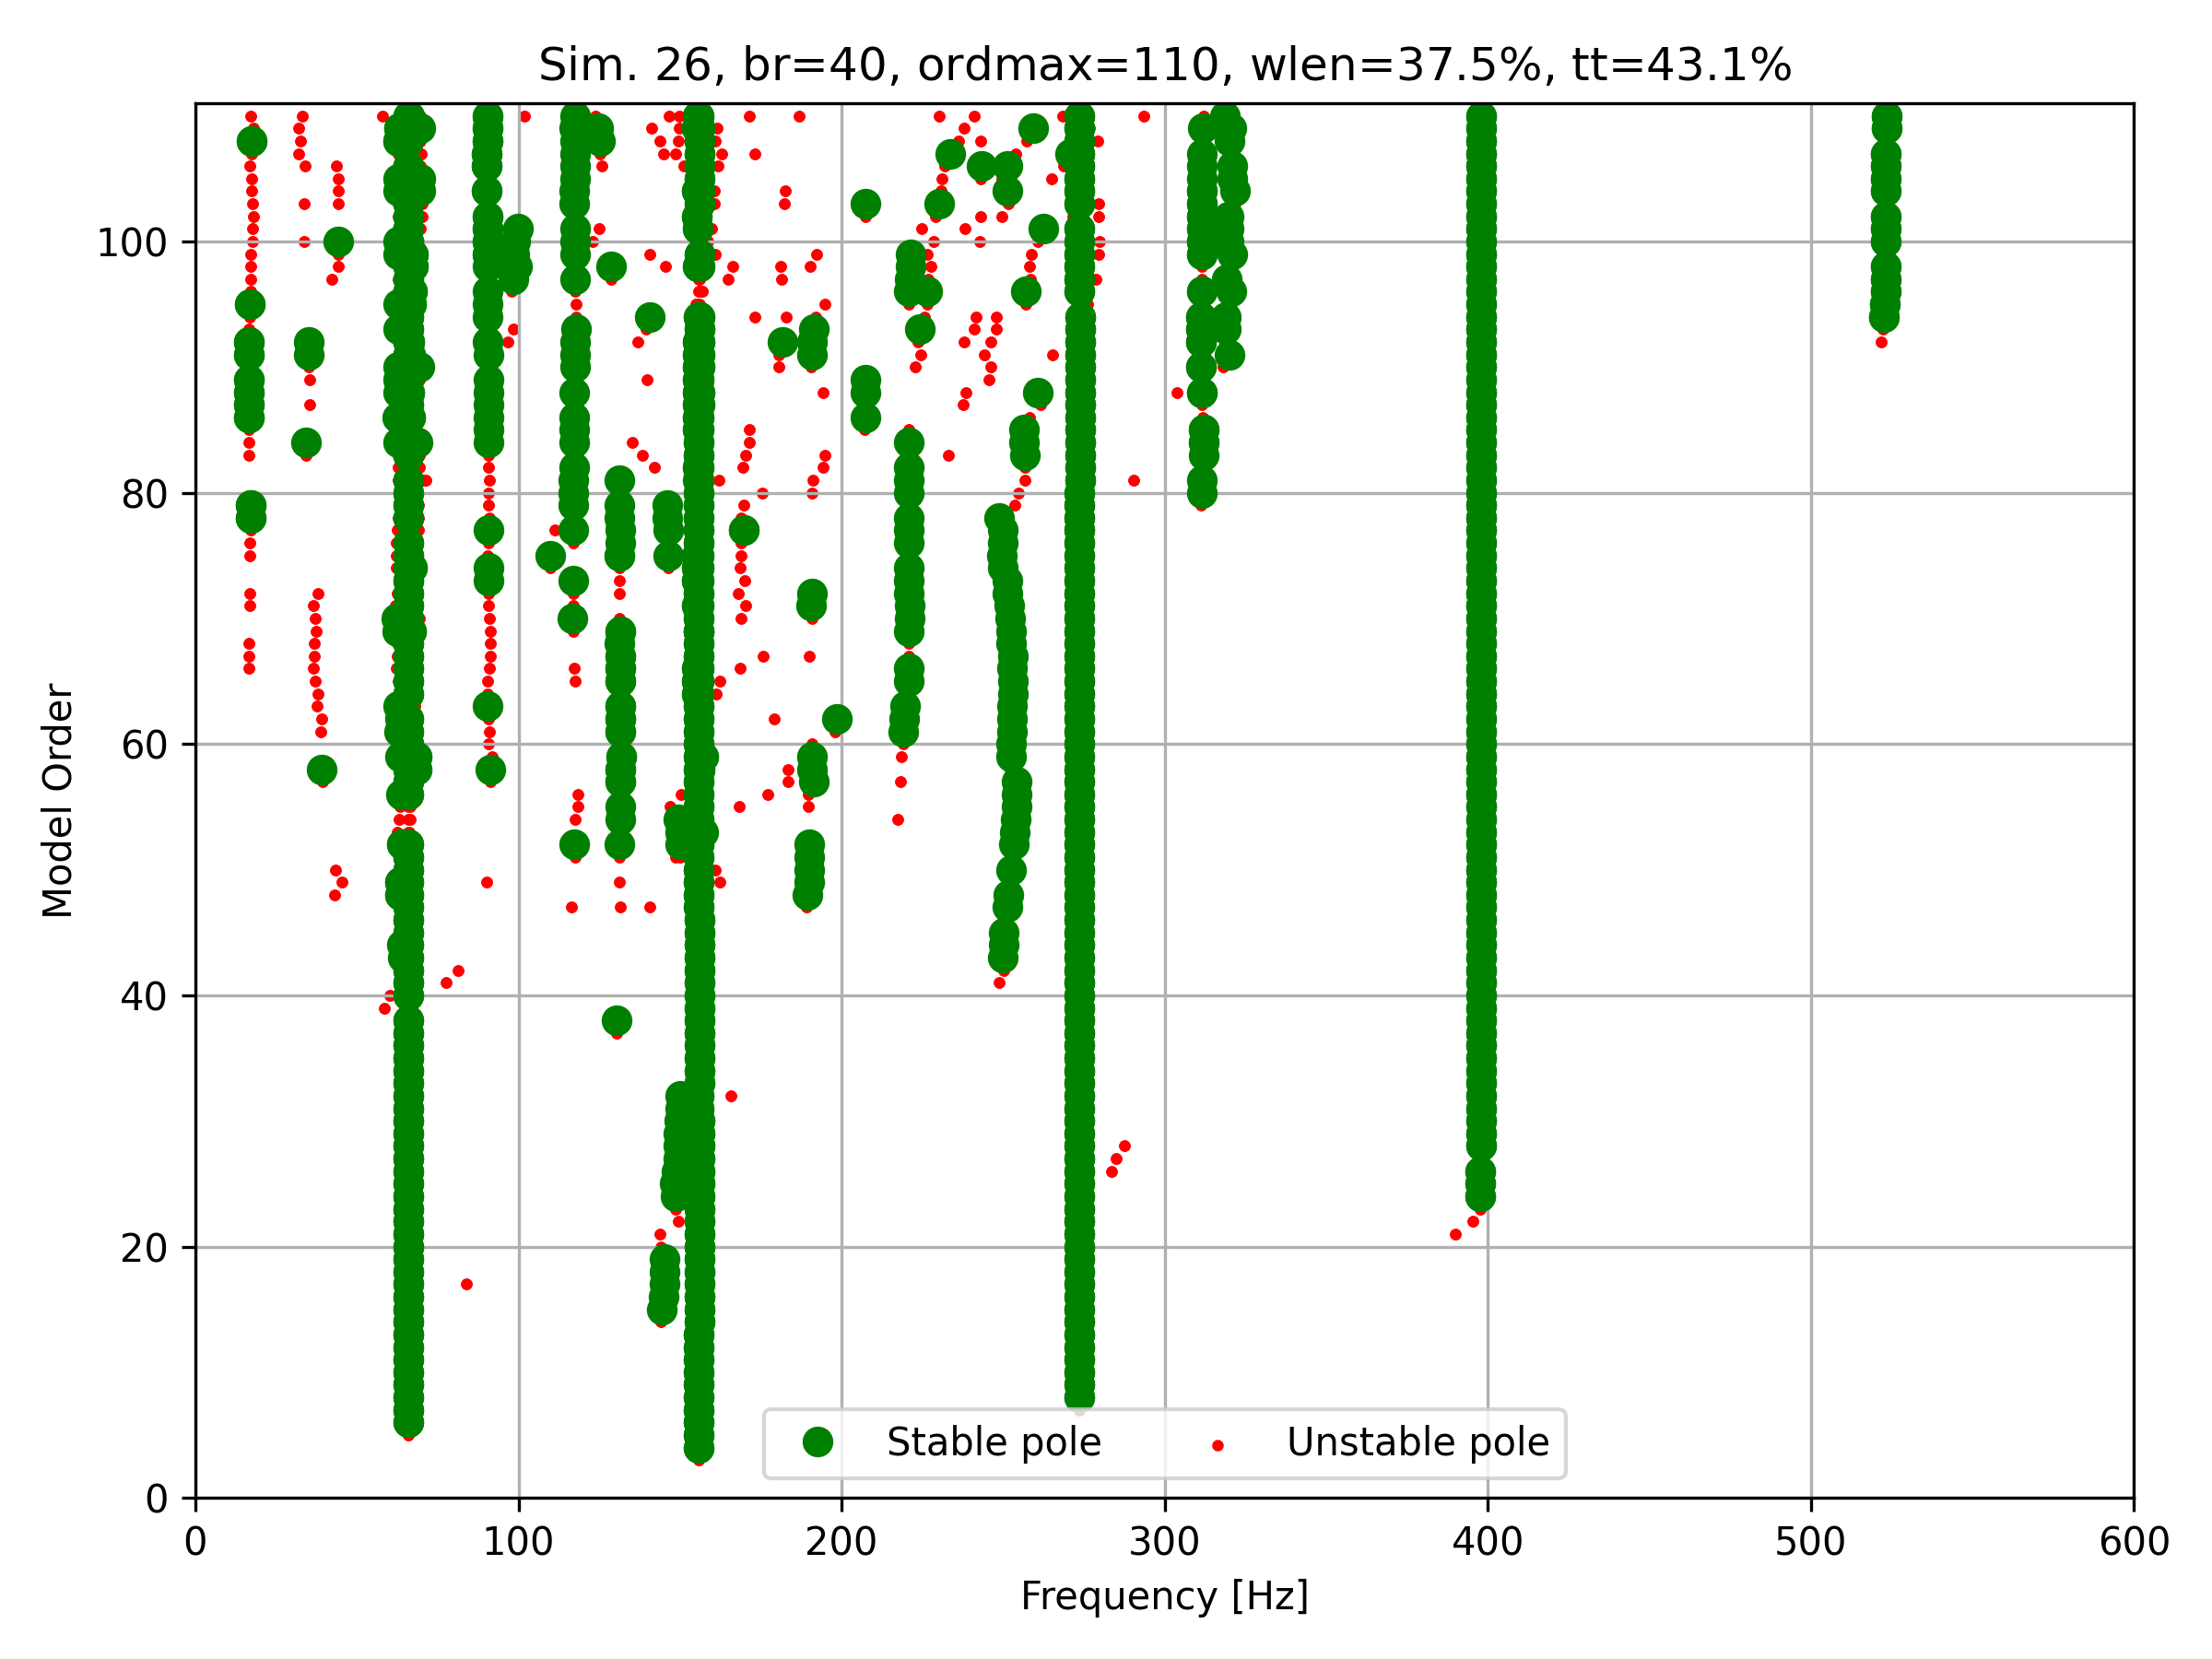 Sim. 26, br=40, ordmax=110, wlen=37.5%, tt=43.1%
100
80
60
40
20
0
Model Order
Stable pole Unstable pole
0 100 200 300 400 500 600
Frequency [Hz]